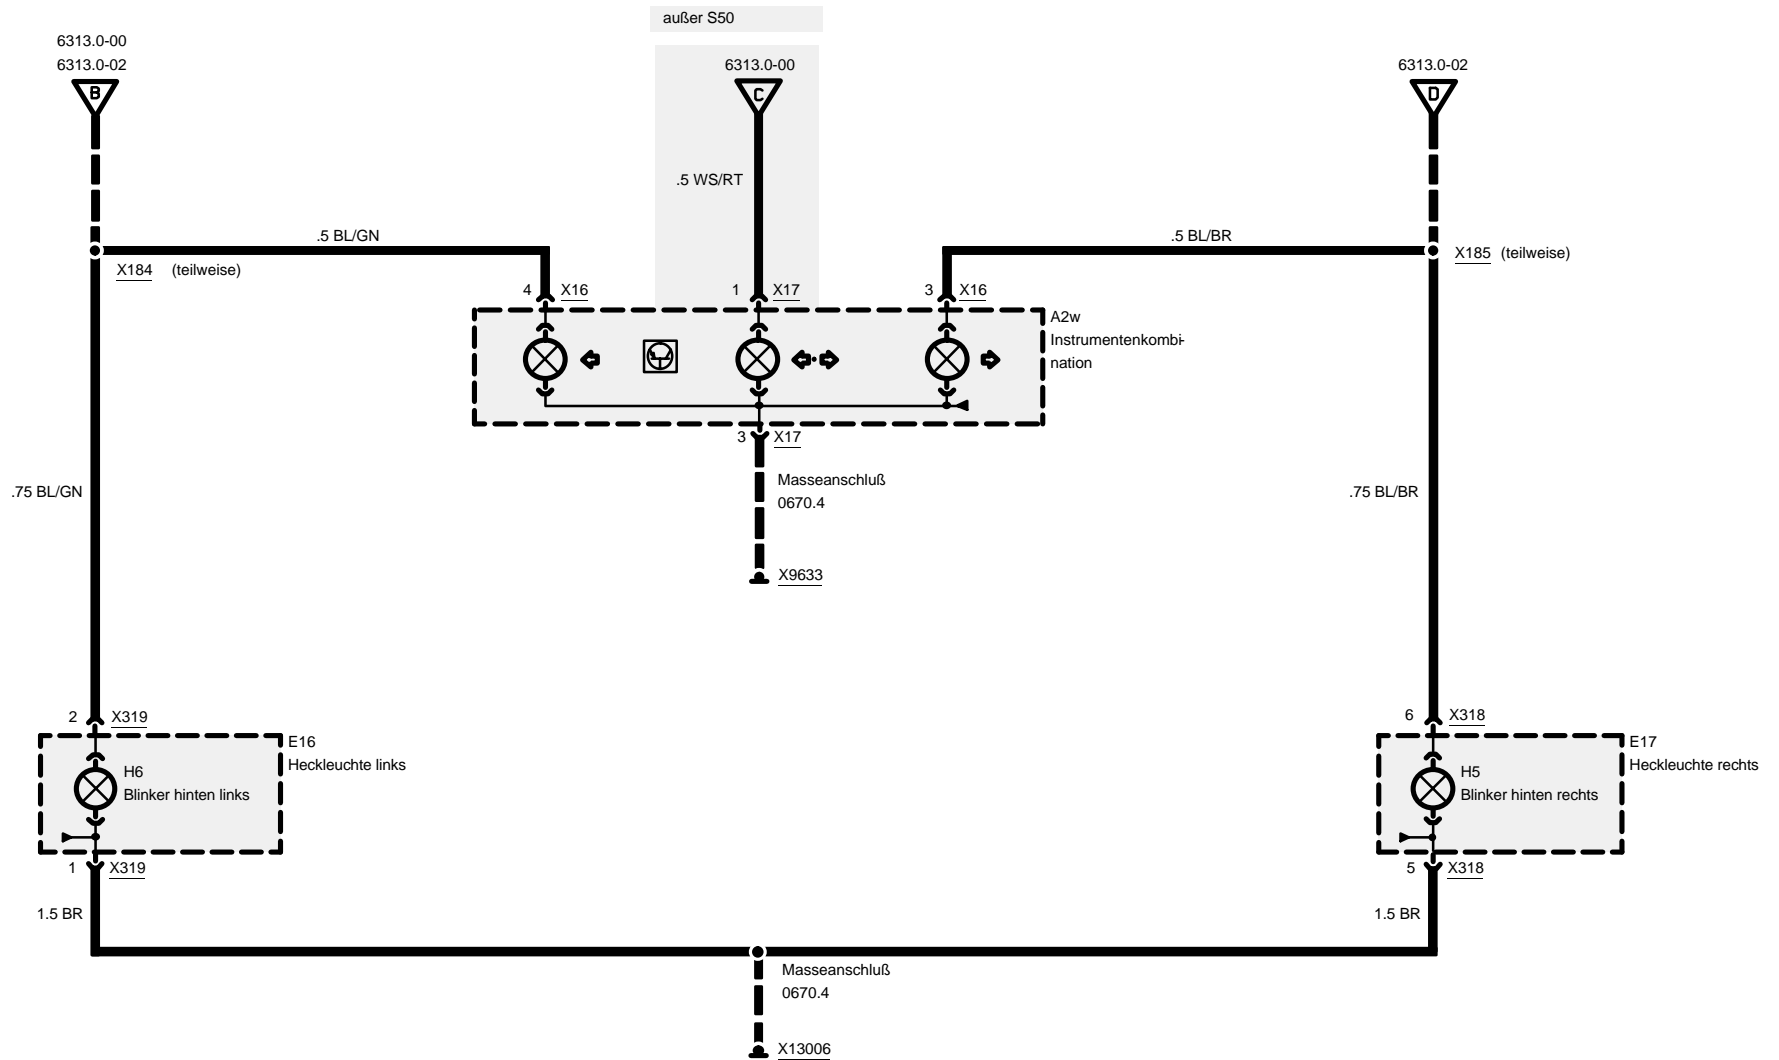 außer S50
6313.0-00
6313.0-02
B
6313.0-00
C
6313.0-02
D
.5 WS/RT
.5 BL/GN
.5 BL/BR
X184 (teilweise)
X185 (teilweise)
4 X16
1 X17
3 X16
A2w
Instrumentenkombi-
nation
3 X17
Masseanschluß
0670.4
.75 BL/GN
.75 BL/BR
X9633
2 X319
6 X318
E16
Heckleuchte links
H6
Blinker hinten links
E17
Heckleuchte rechts
H5
Blinker hinten rechts
1 X319
5 X318
1.5 BR
1.5 BR
Masseanschluß
0670.4
X13006